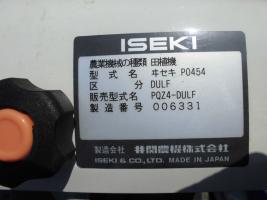 ISEKI
農業機械の種類 田植機
型式名 ヰセキ P0454
区分 DULF
販売型式名 PQZ4-DULF
製造番号 006331
製造会社 井関農機株式会社
ISEKI & CO., LTD. MADE IN JAPAN